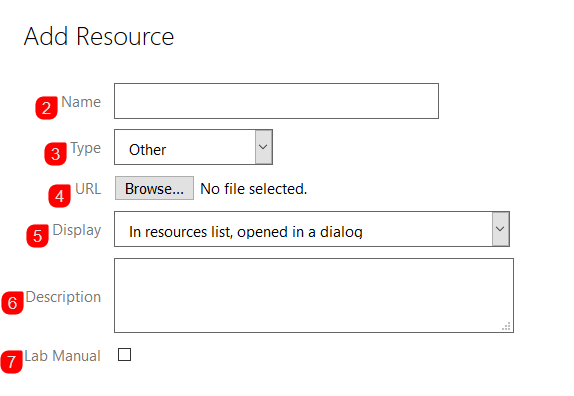 Add Resource
2 Name
3 Type Other
4 URL Browse... No file selected.
5 Display In resources list, opened in a dialog
6 Description
7 Lab Manual